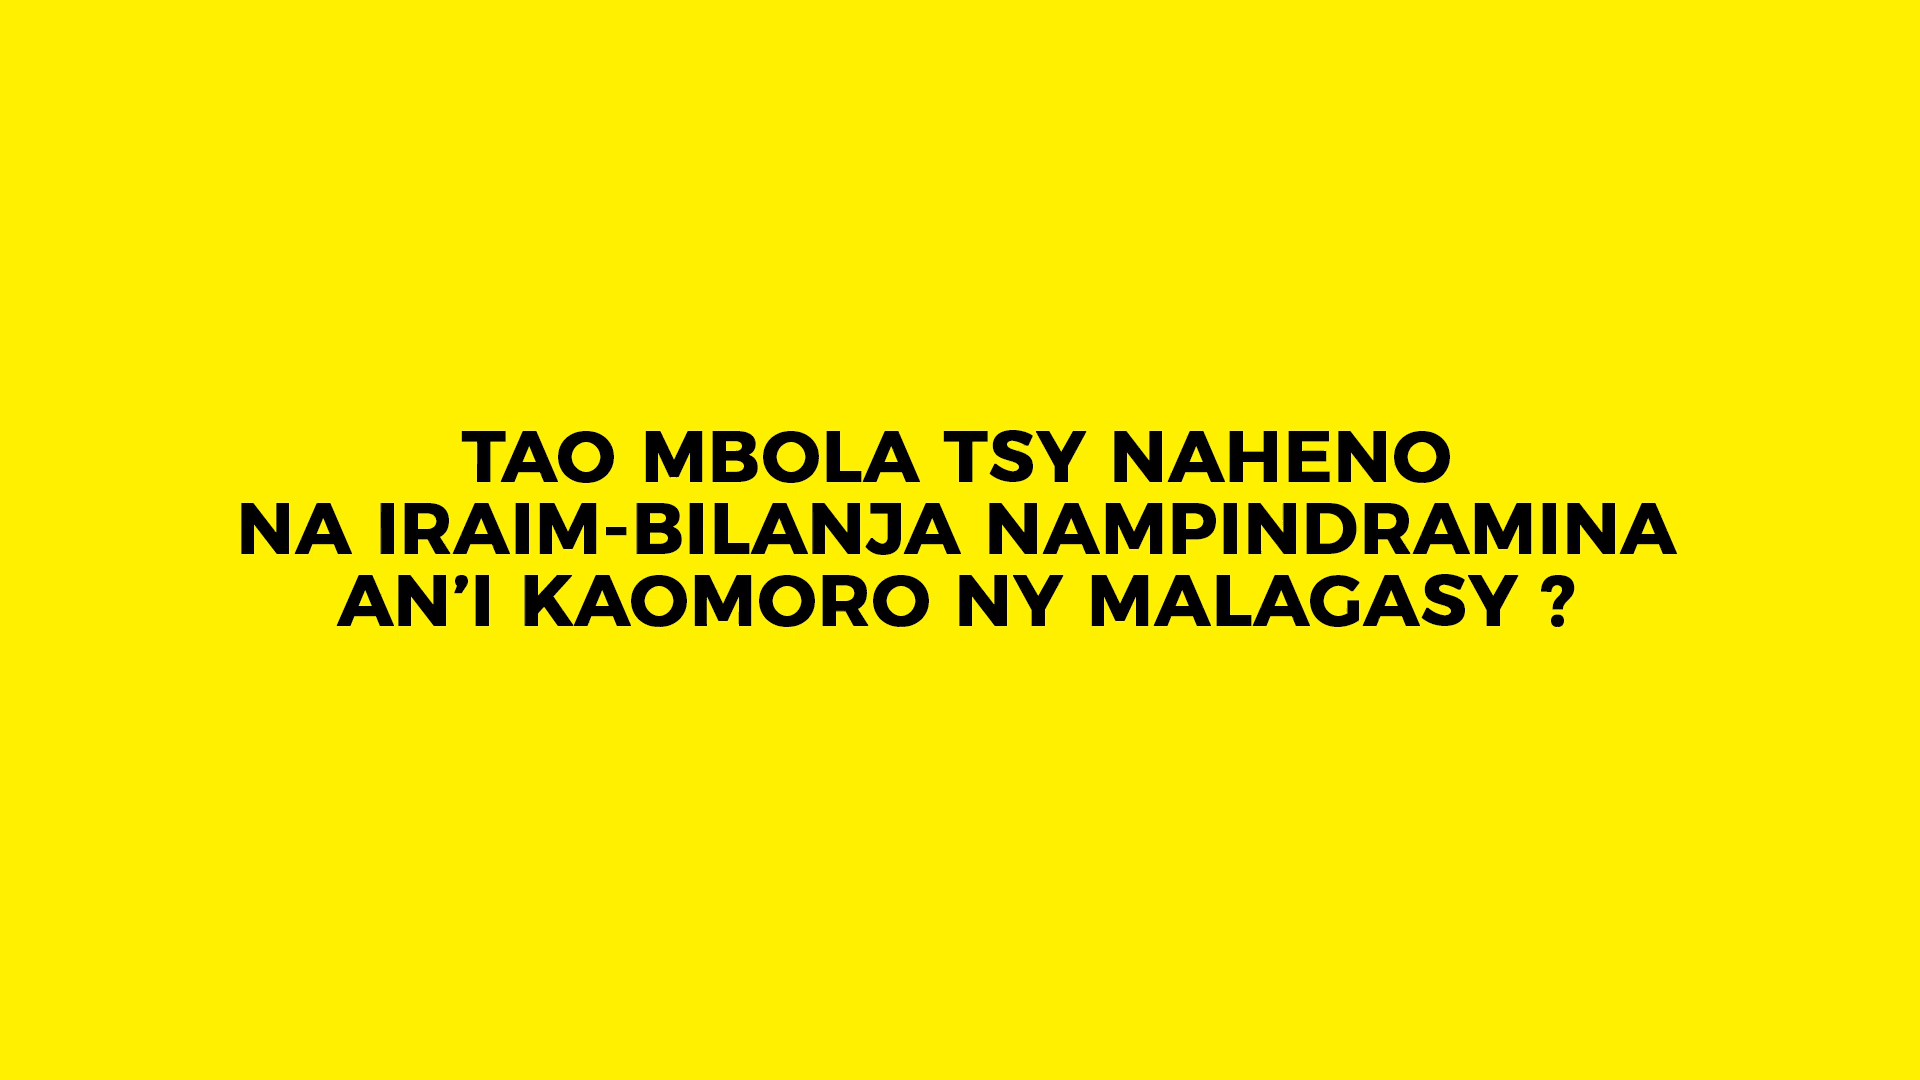 TAO MBOLA TSY NAHENO
NA IRAIM-BILANJA NAMPINDRAMINA
AN’I KAOMORO NY MALAGASY ?